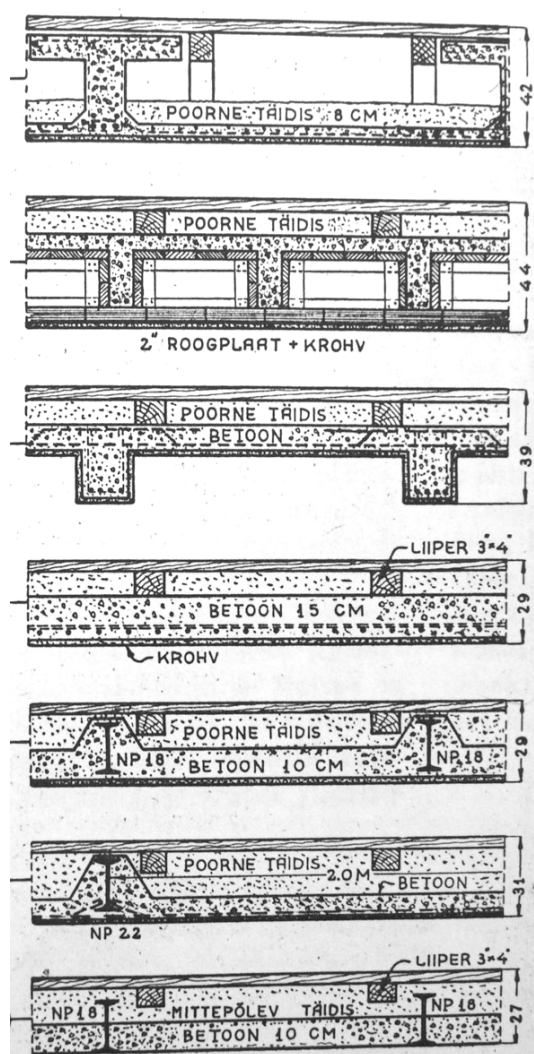 POORNE TÄIDIS 8 CM
42
POORNE TÄIDIS
44
2" ROOGPLAAT + KROHV
POORNE TÄIDIS
BETOON
39
LIIPER 3"×4"
BETOON 15 CM
29
KROHV
POORNE TÄIDIS
NP 18
NP 18
BETOON 10 CM
29
POORNE TÄIDIS
2.0 M
BETOON
31
NP 22
LIIPER 3"×4"
NP 18
NP 18
MITTEPÕLEV TÄIDIS
BETOON 10 CM
27